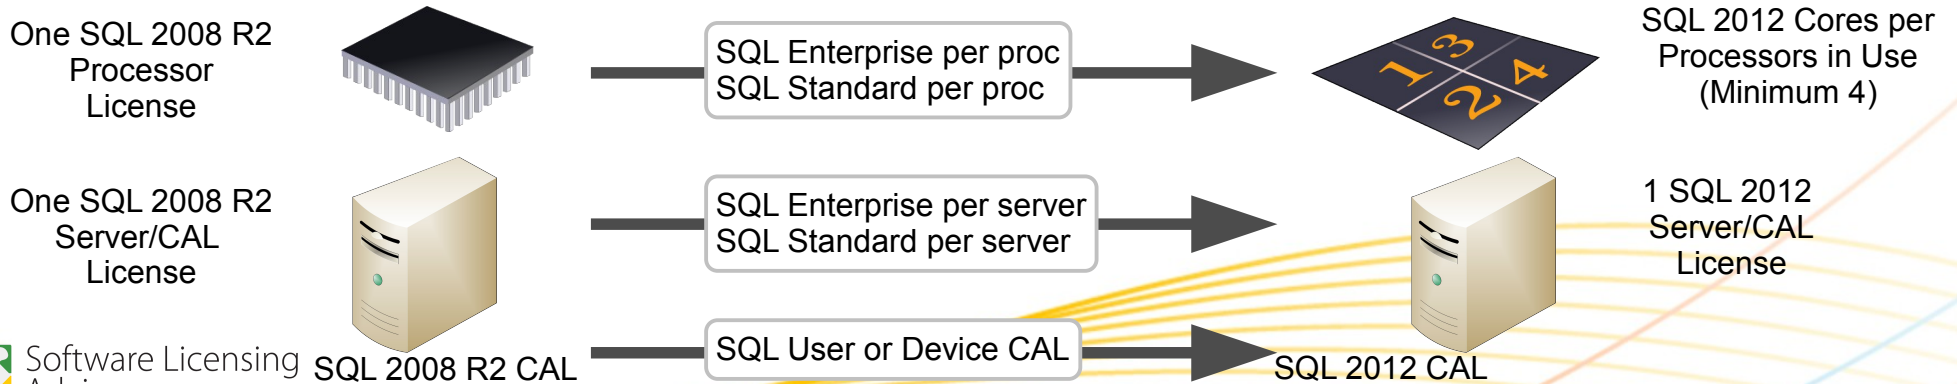 One SQL 2008 R2
Processor
License
SQL Enterprise per proc
SQL Standard per proc
1
3
2
4
SQL 2012 Cores per
Processors in Use
(Minimum 4)
One SQL 2008 R2
Server/CAL
License
SQL Enterprise per server
SQL Standard per server
1 SQL 2012
Server/CAL
License
Software Licensing
SQL 2008 R2 CAL
SQL User or Device CAL
SQL 2012 CAL